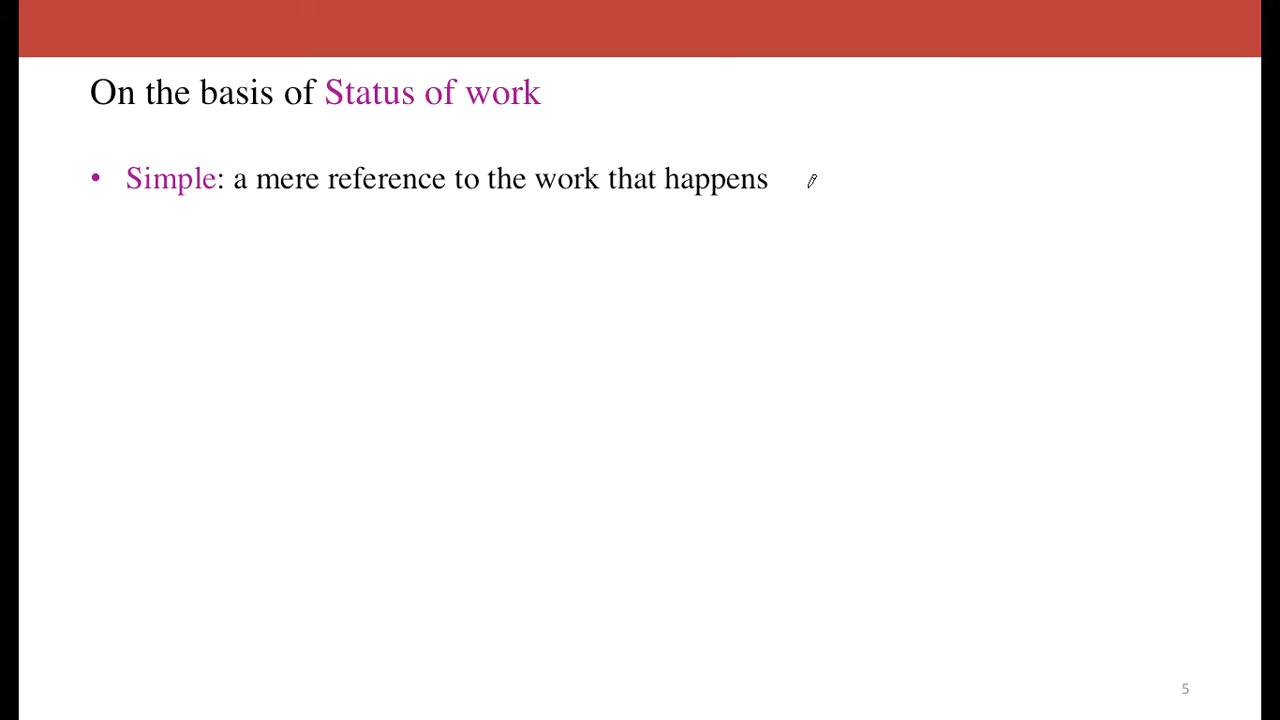 On the basis of Status of work
• Simple: a mere reference to the work that happens
5